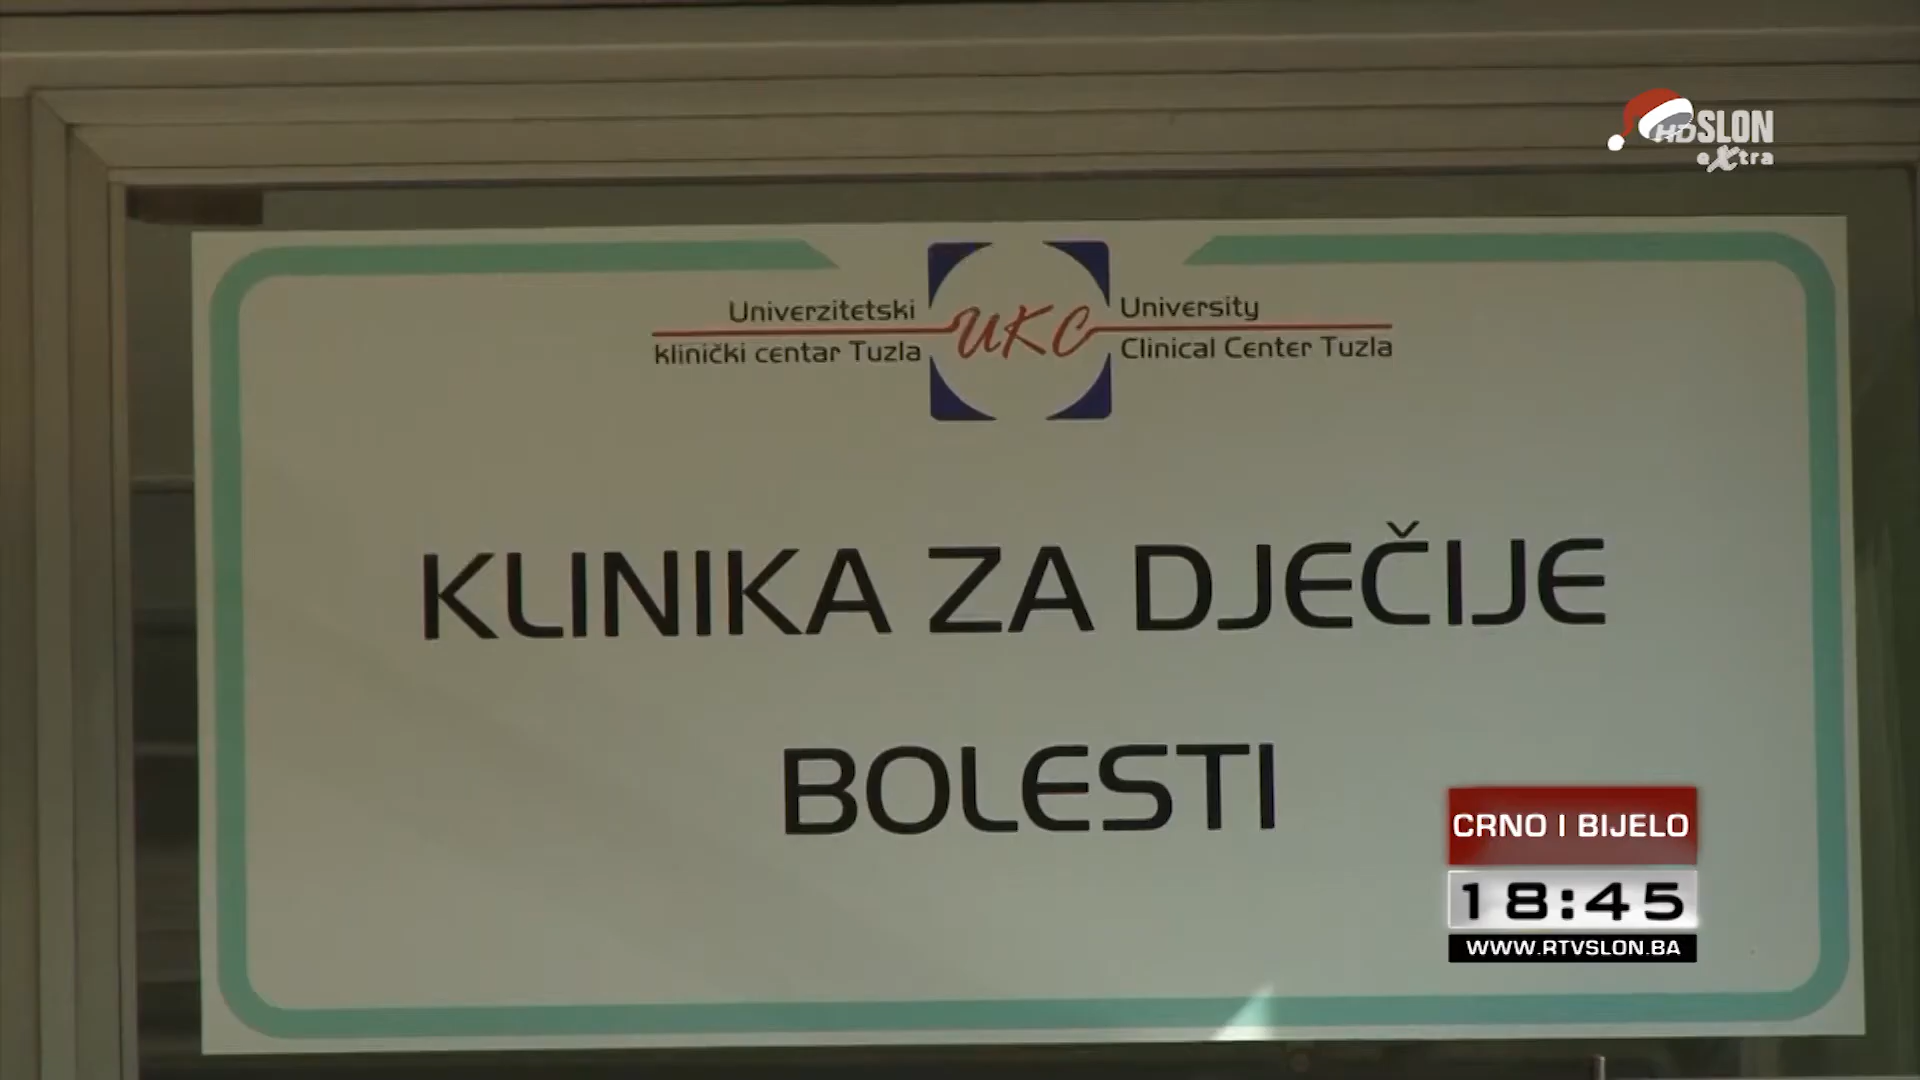 HD SLON
eXtra
Univerzitetski
klinički centar Tuzla
UKC
University
Clinical Center Tuzla
KLINIKA ZA DJEČIJE
BOLESTI
CRNO I BIJELO
18:45
WWW.RTVSLON.BA